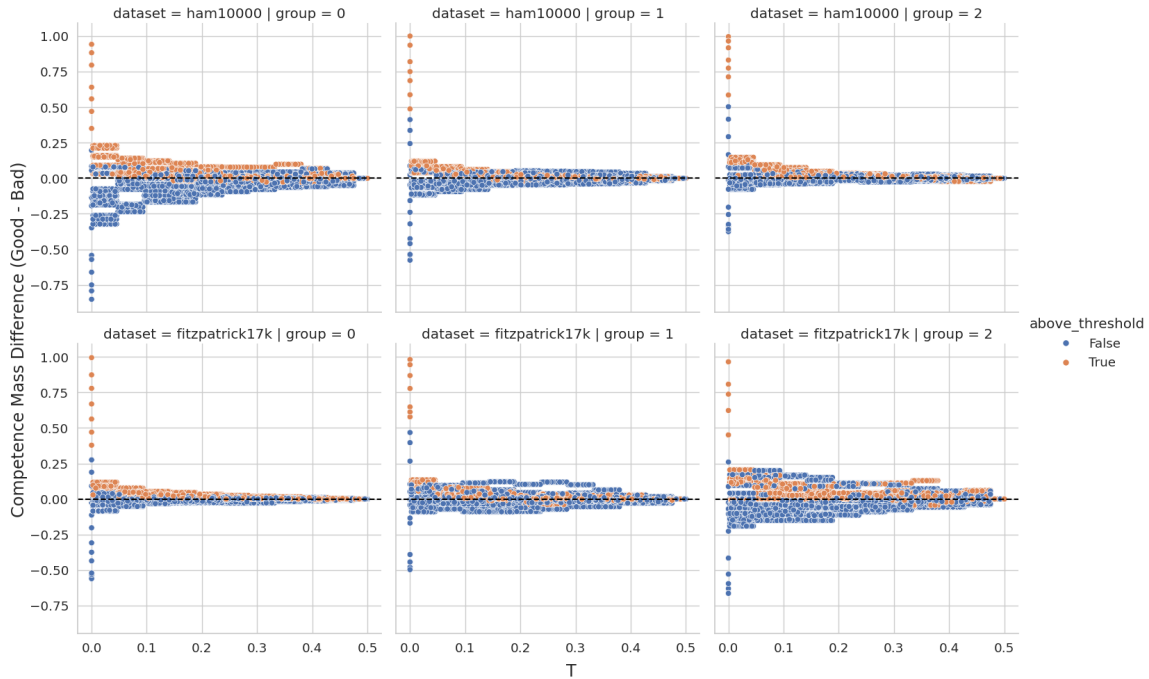 dataset = ham10000 | group = 0
dataset = ham10000 | group = 1
dataset = ham10000 | group = 2
1.00
0.75
0.50
0.25
0.00
−0.25
−0.50
−0.75
dataset = fitzpatrick17k | group = 0
dataset = fitzpatrick17k | group = 1
dataset = fitzpatrick17k | group = 2
1.00
0.75
0.50
0.25
0.00
−0.25
−0.50
−0.75
0.0 0.1 0.2 0.3 0.4 0.5
0.0 0.1 0.2 0.3 0.4 0.5
0.0 0.1 0.2 0.3 0.4 0.5
T
Competence Mass Difference (Good - Bad)
above_threshold
False
True